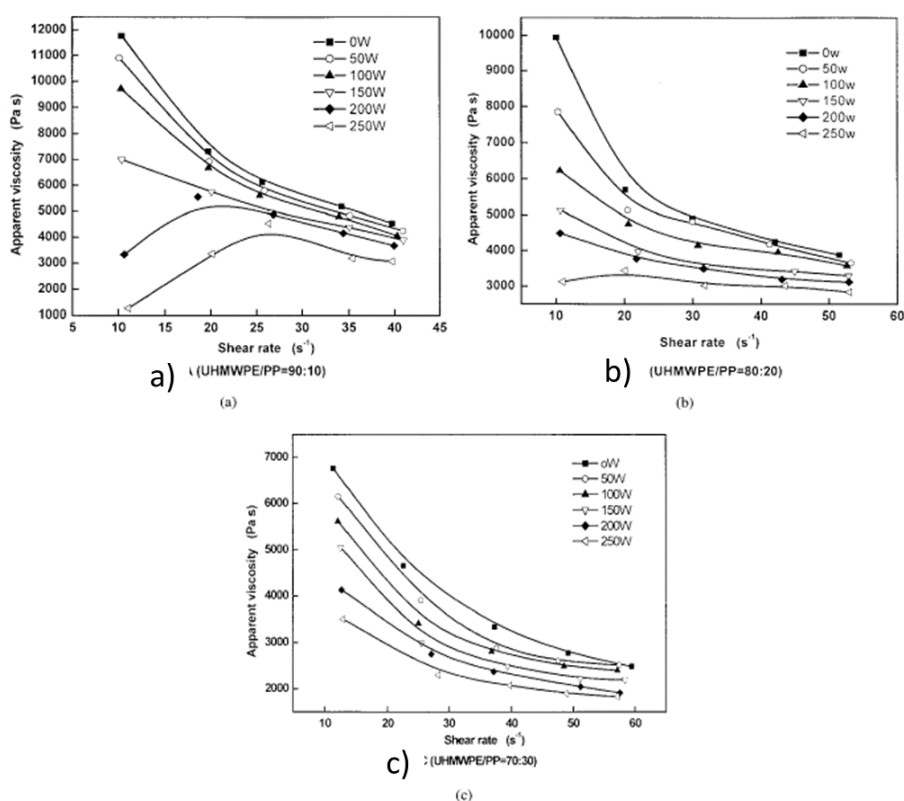 12000
11000
10000
9000
8000
7000
6000
5000
4000
3000
2000
1000
Apparent viscosity (Pa s)
0W
50W
100W
150W
200W
250W
5 10 15 20 25 30 35 40 45
Shear rate (s⁻¹)
a) (UHMWPE/PP=90:10)
(a)
10000
9000
8000
7000
6000
5000
4000
3000
Apparent viscosity (Pa s)
0w
50w
100w
150w
200w
250w
10 20 30 40 50 60
Shear rate (s⁻¹)
b) (UHMWPE/PP=80:20)
(b)
7000
6000
5000
4000
3000
2000
Apparent viscosity (Pa s)
oW
50W
100W
150W
200W
250W
10 20 30 40 50 60
Shear rate (s⁻¹)
c) (UHMWPE/PP=70:30)
(c)